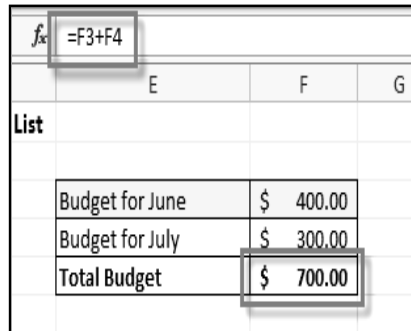 fx =F3+F4
E F G
List
Budget for June $ 400.00
Budget for July $ 300.00
Total Budget $ 700.00